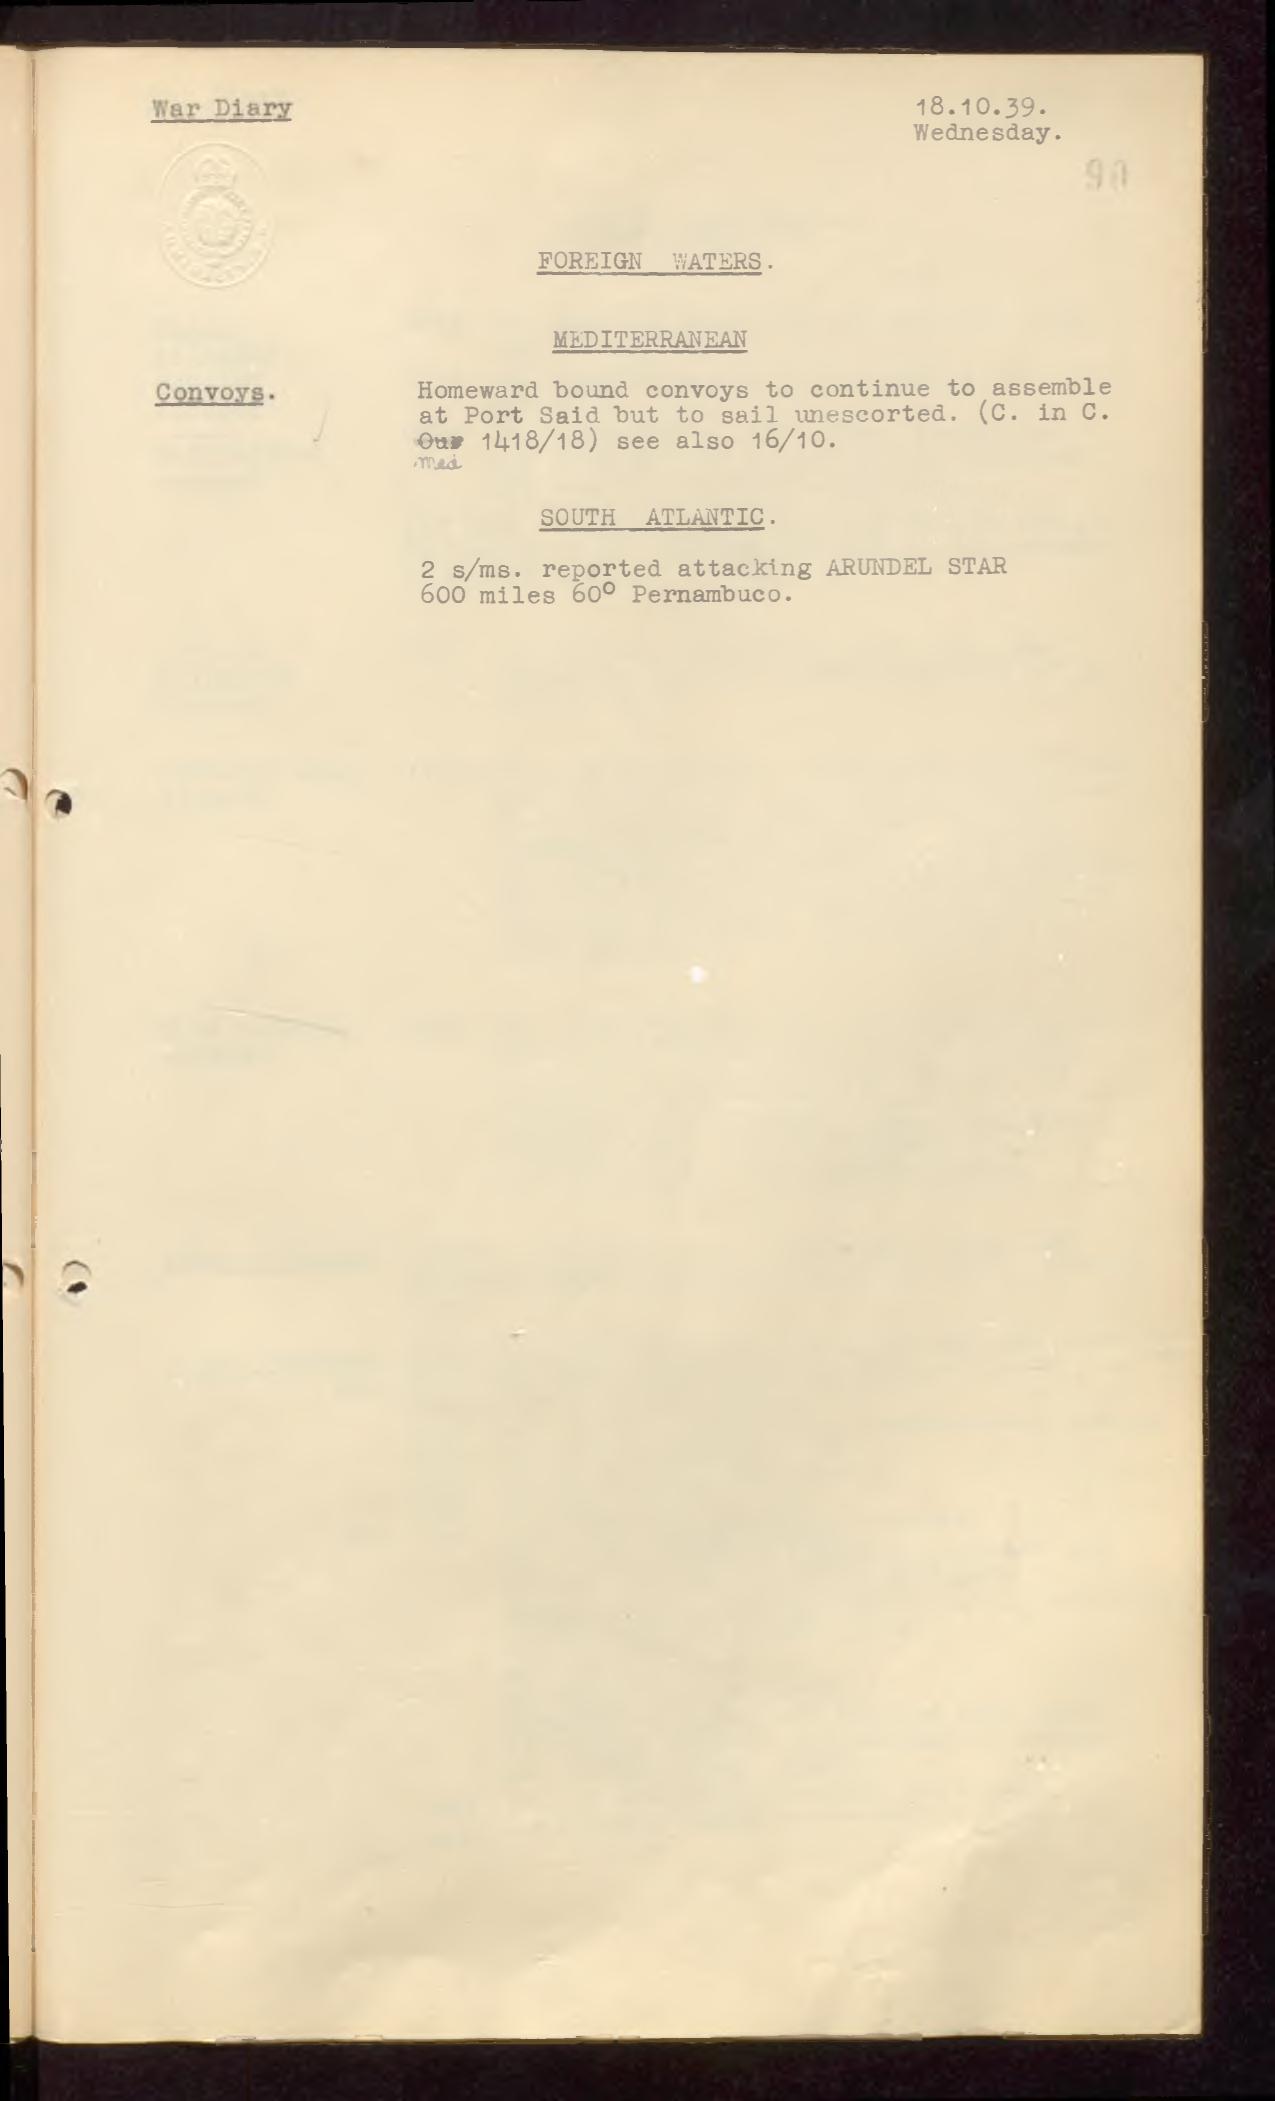 War Diary
18.10.39.
Wednesday.
90
FOREIGN WATERS.
MEDITERRANEAN
Convoys.
Homeward bound convoys to continue to assemble
at Port Said but to sail unescorted. (C. in C.
Our 1418/18) see also 16/10.
Med
SOUTH ATLANTIC.
2 s/ms. reported attacking ARUNDEL STAR
600 miles 60° Pernambuco.